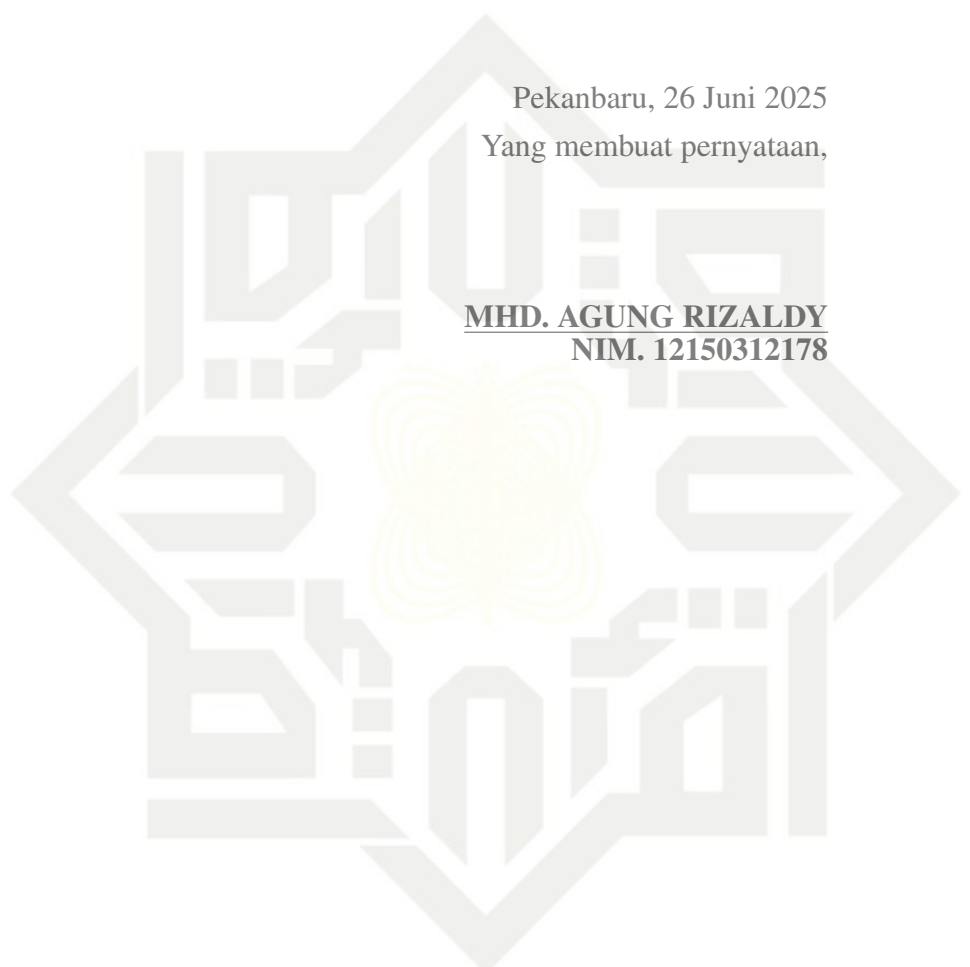 Pekanbaru, 26 Juni 2025
Yang membuat pernyataan,
MHD. AGUNG RIZALDY
NIM. 12150312178